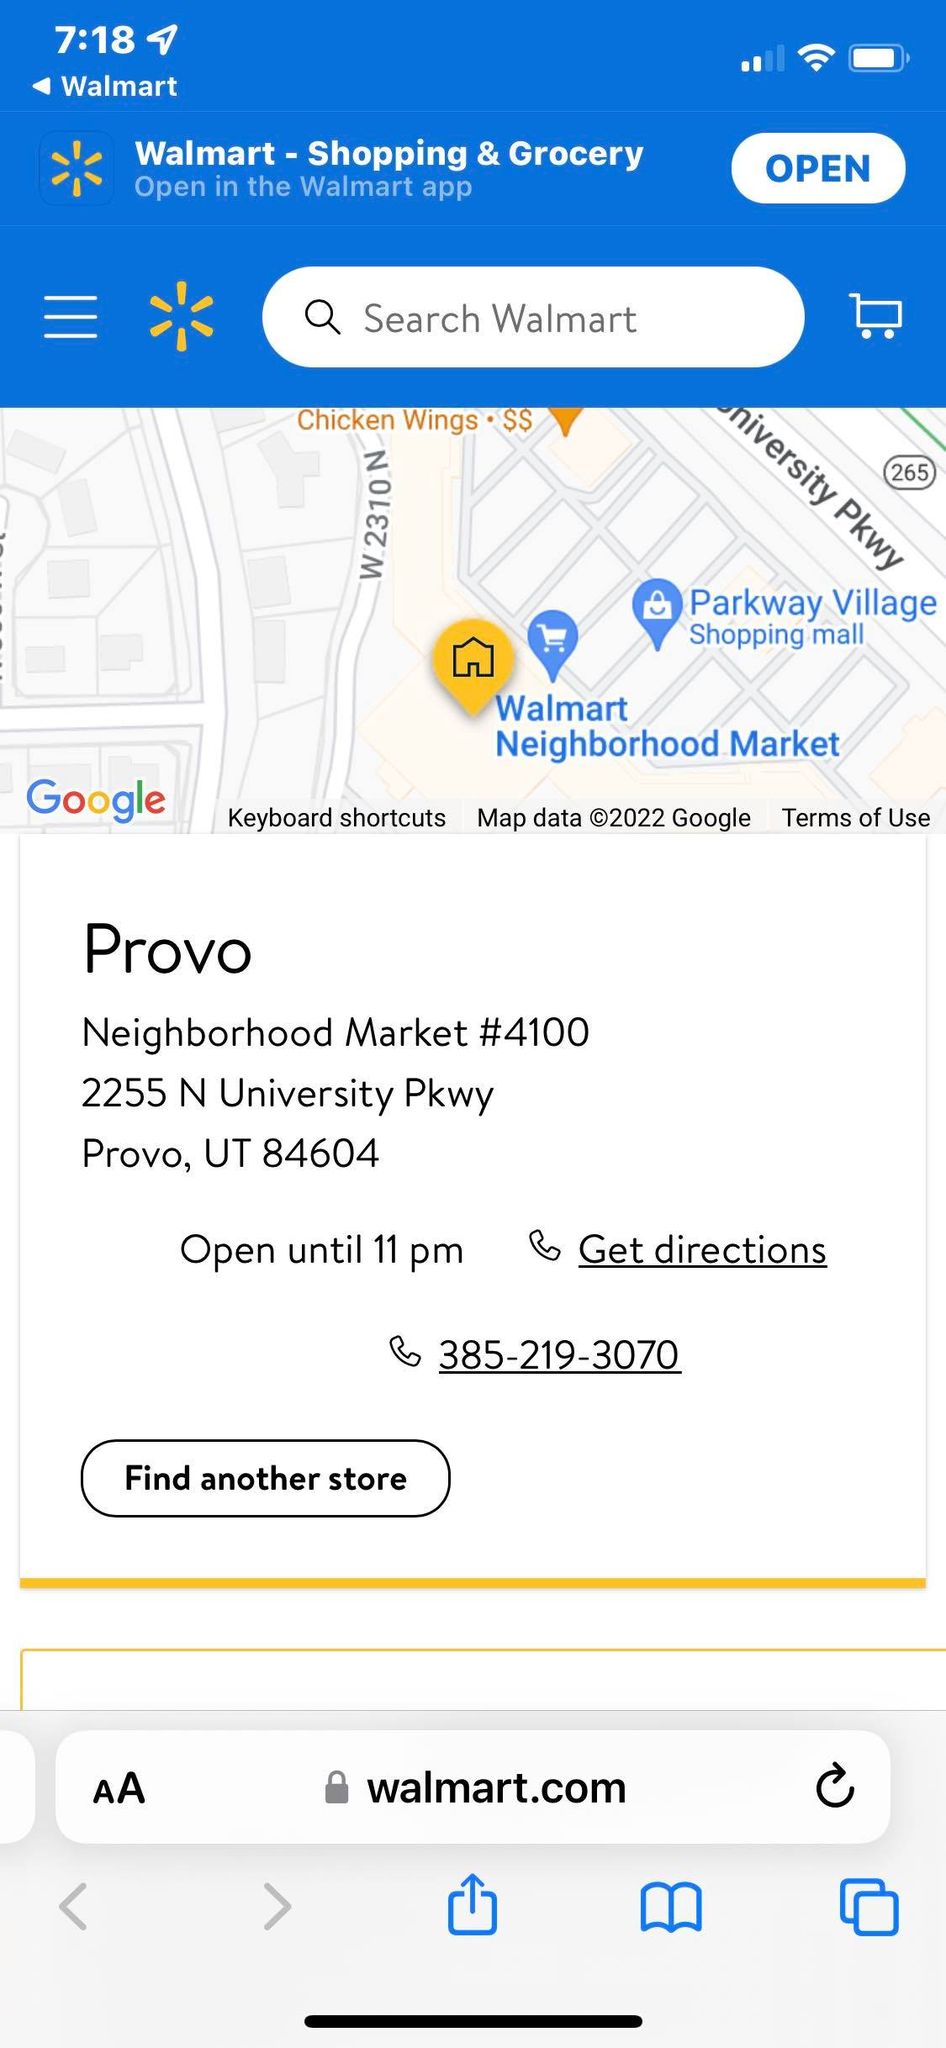 7:18
◀ Walmart
Walmart - Shopping & Grocery
Open in the Walmart app
OPEN
Search Walmart
Chicken Wings • $$
University Pkwy
265
W 2310 N
Parkway Village
Shopping mall
Walmart
Neighborhood Market
Google
Keyboard shortcuts
Map data ©2022 Google
Terms of Use
Provo
Neighborhood Market #4100
2255 N University Pkwy
Provo, UT 84604
Open until 11 pm
Get directions
385-219-3070
Find another store
AA
walmart.com